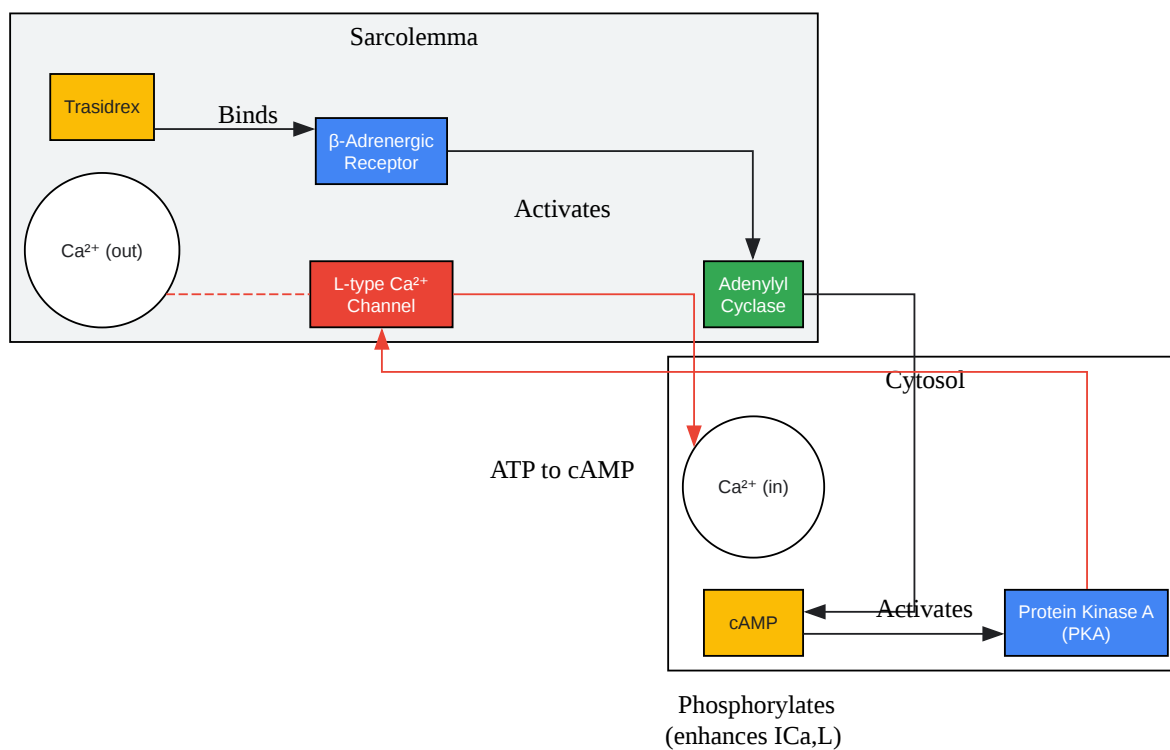 Sarcolemma
Trasidrex
Binds
β-Adrenergic
Receptor
Activates
Ca²⁺ (out)
L-type Ca²⁺
Channel
Adenylyl
Cyclase
Cytosol
ATP to cAMP
Ca²⁺ (in)
cAMP
Activates
Protein Kinase A
(PKA)
Phosphorylates
(enhances ICa,L)